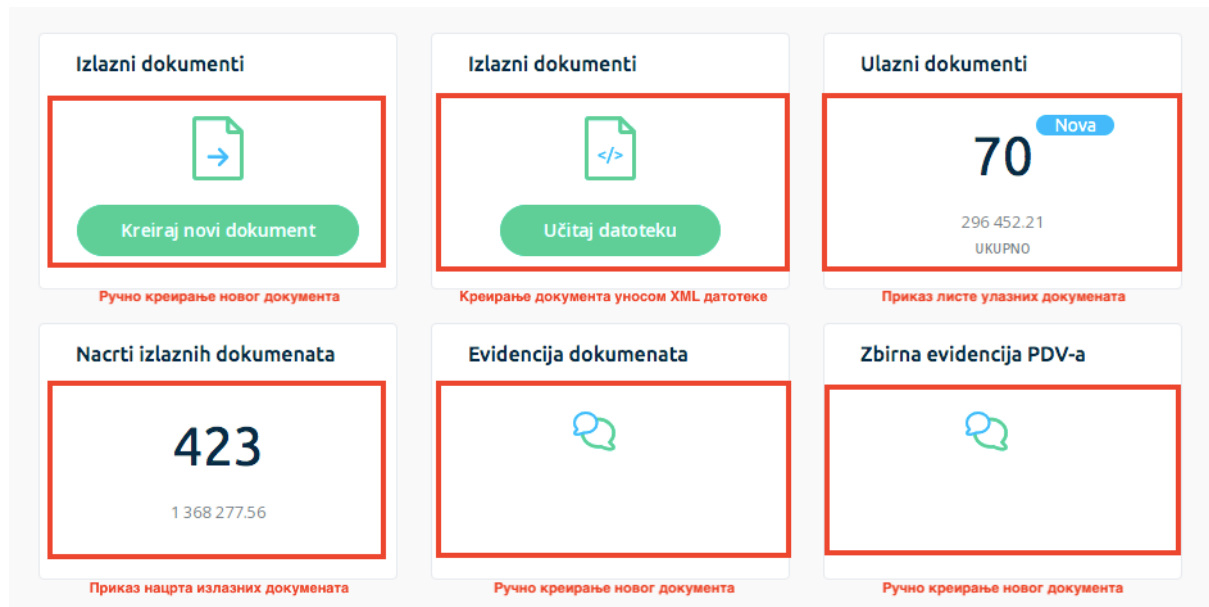 Izlazni dokumenti
Izlazni dokumenti
Ulazni dokumenti
Kreiraj novi dokument
</>
Učitaj datoteku
Nova
70
296 452.21
UKUPNO
Ручно креирање новог документа
Креирање документа уносом XML датотеке
Приказ листе улазних докумената
Nacrti izlaznih dokumenata
Evidencija dokumenata
Zbirna evidencija PDV-a
423
1 368 277.56
Приказ нацрта излазних докумената
Ручно креирање новог документа
Ручно креирање новог документа